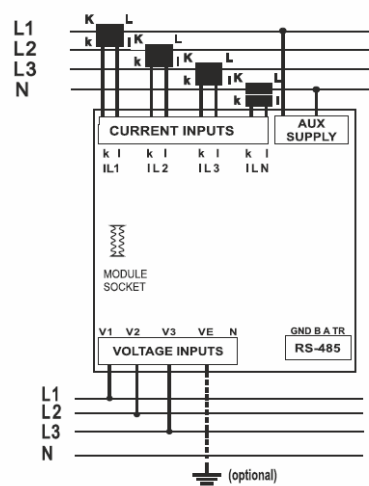 L1 K L
L2 k l K L
L3 k l K L
N k l K L
k l
CURRENT INPUTS AUX SUPPLY
k l k l k l k l
IL1 IL2 IL3 ILN
MODULE
SOCKET
V1 V2 V3 VE N GND B A TR
VOLTAGE INPUTS RS-485
L1
L2
L3
N
(optional)